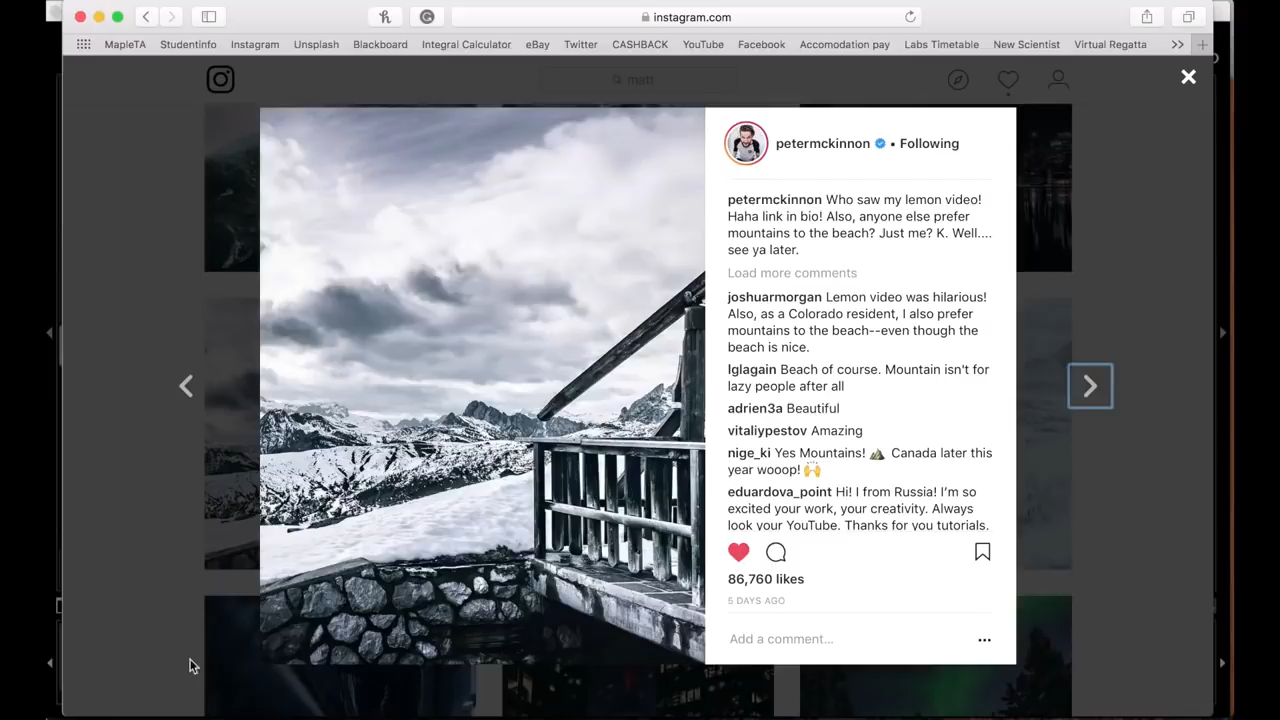 instagram.com
MapleTA Studentinfo Instagram Unsplash Blackboard Integral Calculator eBay Twitter CASHBACK YouTube Facebook Accomodation pay Labs Timetable New Scientist Virtual Regatta
matt
petermckinnon • Following
petermckinnon Who saw my lemon video!
Haha link in bio! Also, anyone else prefer
mountains to the beach? Just me? K. Well....
see ya later.
Load more comments
joshuarmorgan Lemon video was hilarious!
Also, as a Colorado resident, I also prefer
mountains to the beach--even though the
beach is nice.
lglagain Beach of course. Mountain isn't for
lazy people after all
adrien3a Beautiful
vitaliypestov Amazing
nige_ki Yes Mountains! ⛰ Canada later this
year wooop! 🙌
eduardova_point Hi! I from Russia! I'm so
excited your work, your creativity. Always
look your YouTube. Thanks for you tutorials.
86,760 likes
5 DAYS AGO
Add a comment...